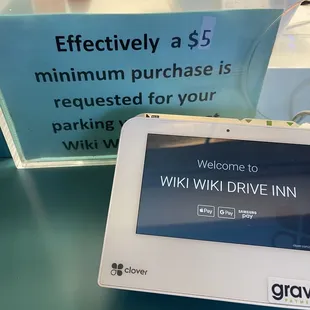 Effectively a $5
minimum purchase is
requested for your
parking
Wiki
Welcome to
WIKI WIKI DRIVE INN
Pay
G Pay
SAMSUNG pay
clover
grav